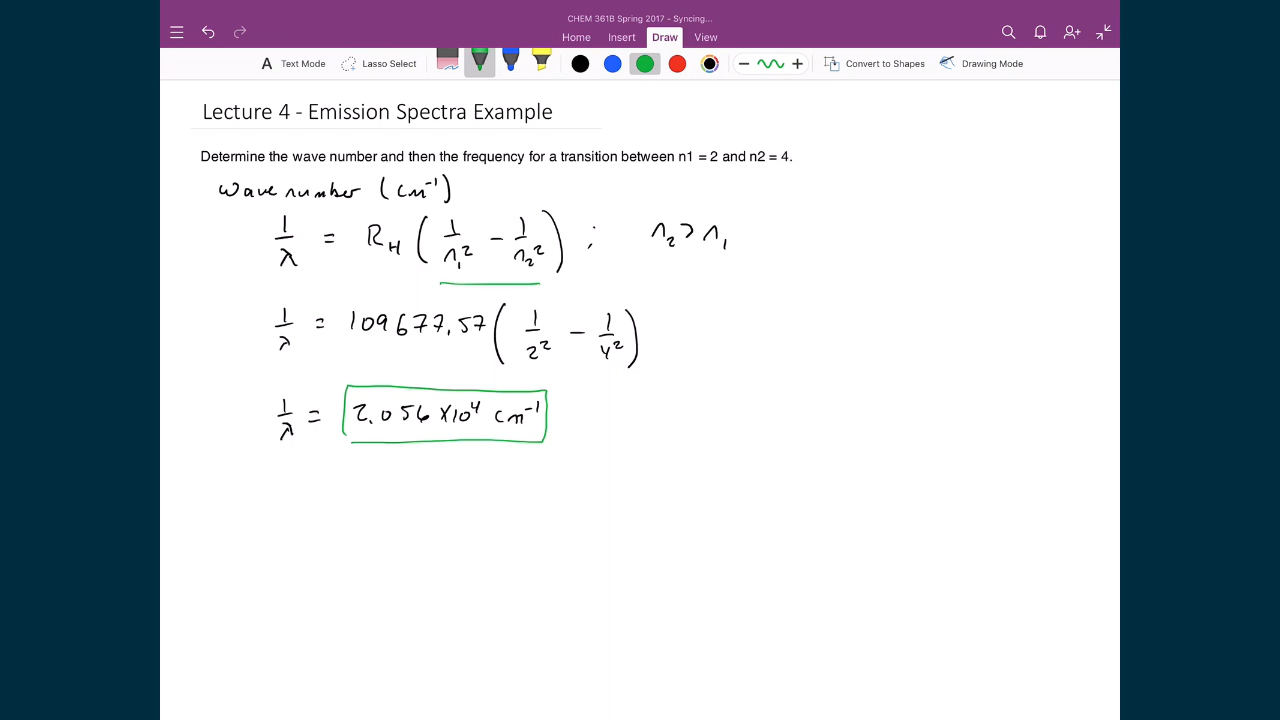 CHEM 361B Spring 2017 - Syncing...
Home Insert Draw View
Text Mode Lasso Select Convert to Shapes Drawing Mode
Lecture 4 - Emission Spectra Example
Determine the wave number and then the frequency for a transition between n1 = 2 and n2 = 4.
Wave number (cm⁻¹)
1/λ = R_H ( 1/n₁² − 1/n₂² ) ; n₂ > n₁
1/λ = 109677.57 ( 1/2² − 1/4² )
1/λ = 2.056 ×10⁴ cm⁻¹